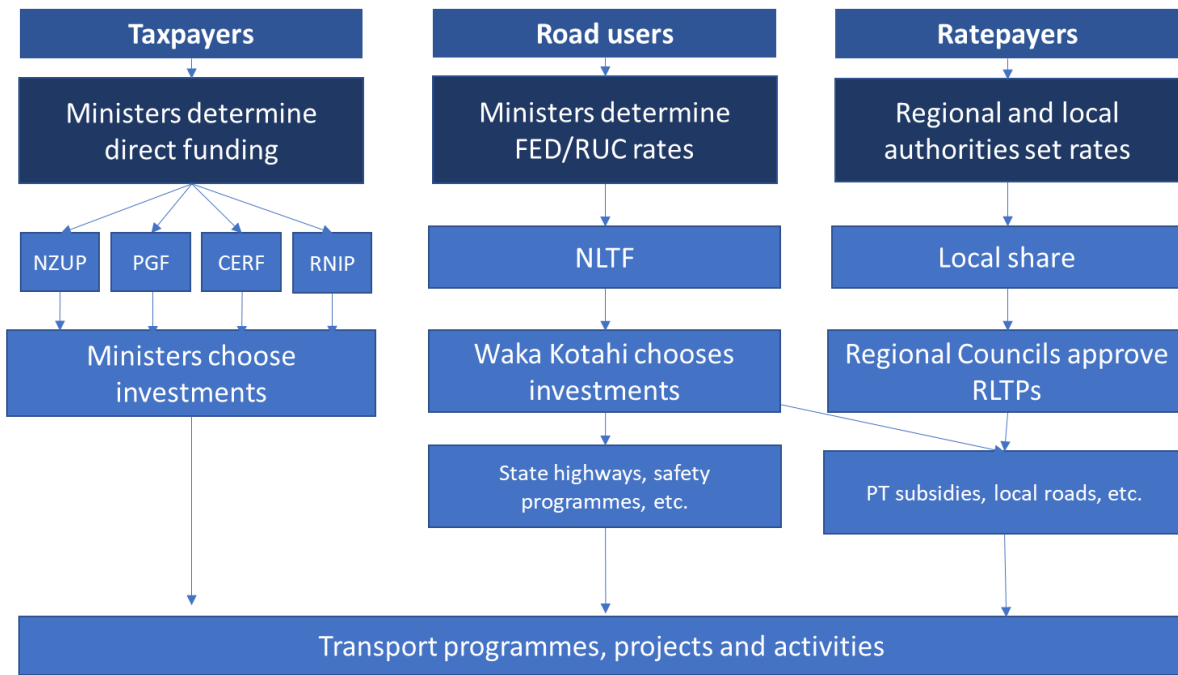 Taxpayers
Road users
Ratepayers
Ministers determine
direct funding
Ministers determine
FED/RUC rates
Regional and local
authorities set rates
NZUP
PGF
CERF
RNIP
NLTF
Local share
Ministers choose
investments
Waka Kotahi chooses
investments
Regional Councils approve
RLTPs
State highways, safety
programmes, etc.
PT subsidies, local roads, etc.
Transport programmes, projects and activities